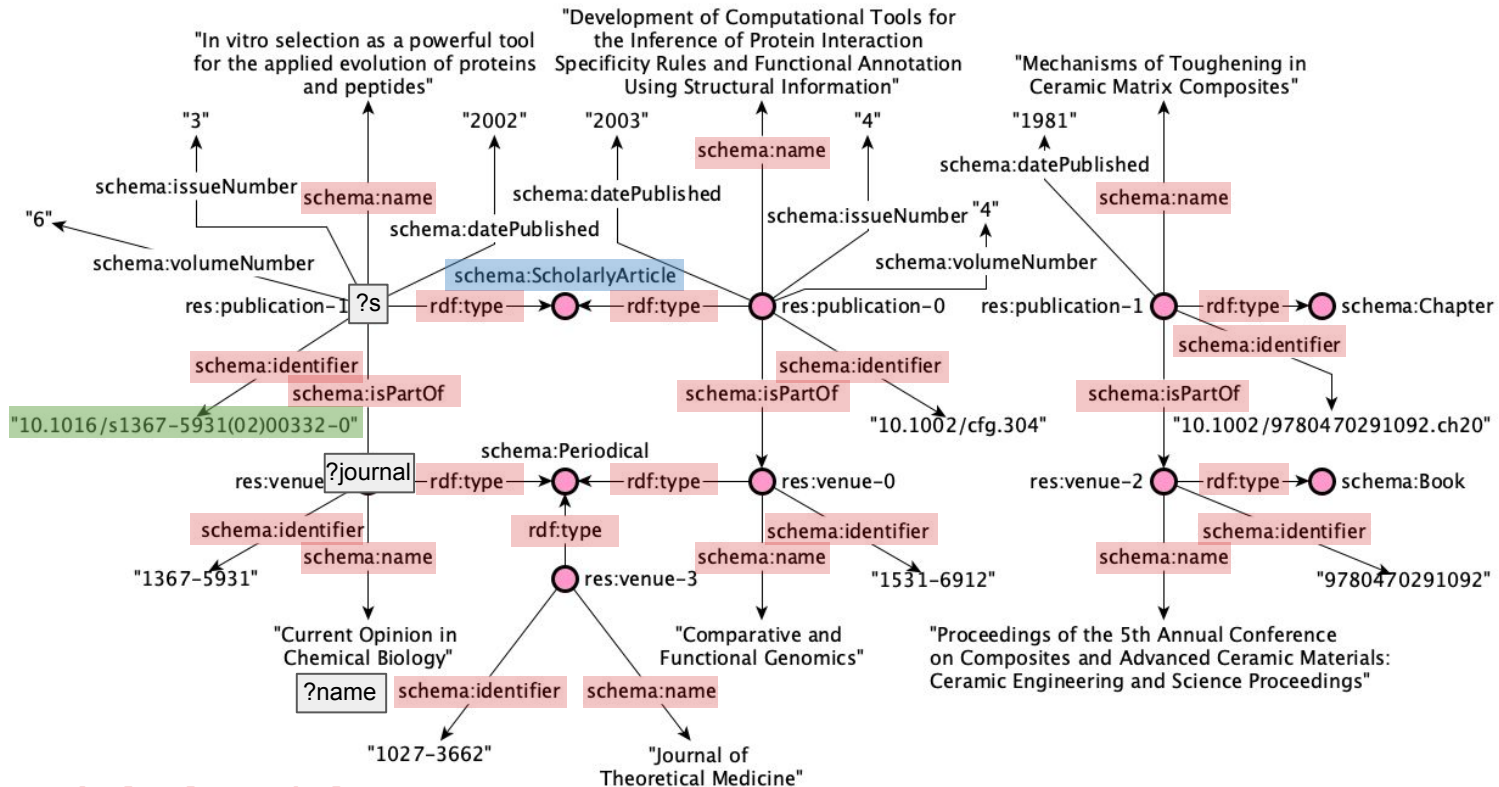 "Development of Computational Tools for
the Inference of Protein Interaction
Specificity Rules and Functional Annotation
Using Structural Information"
"In vitro selection as a powerful tool
for the applied evolution of proteins
and peptides"
"Mechanisms of Toughening in
Ceramic Matrix Composites"
"3"
"2002"
"2003"
"4"
"1981"
schema:name
schema:datePublished
schema:issueNumber
schema:name
schema:datePublished
schema:name
"6"
schema:datePublished
schema:issueNumber
"4"
schema:volumeNumber
schema:volumeNumber
schema:ScholarlyArticle
res:publication-1
?s
rdf:type
rdf:type
res:publication-0
res:publication-1
rdf:type
schema:Chapter
schema:identifier
schema:isPartOf
schema:isPartOf
schema:identifier
schema:isPartOf
schema:identifier
"10.1016/s1367-5931(02)00332-0"
"10.1002/cfg.304"
"10.1002/9780470291092.ch20"
schema:Periodical
res:venue
?journal
rdf:type
rdf:type
res:venue-0
res:venue-2
rdf:type
schema:Book
schema:identifier
schema:name
rdf:type
schema:name
schema:identifier
schema:name
schema:identifier
"1367-5931"
res:venue-3
"1531-6912"
"9780470291092"
"Current Opinion in
Chemical Biology"
"Comparative and
Functional Genomics"
"Proceedings of the 5th Annual Conference
on Composites and Advanced Ceramic Materials:
Ceramic Engineering and Science Proceedings"
?name
schema:identifier
schema:name
"1027-3662"
"Journal of
Theoretical Medicine"